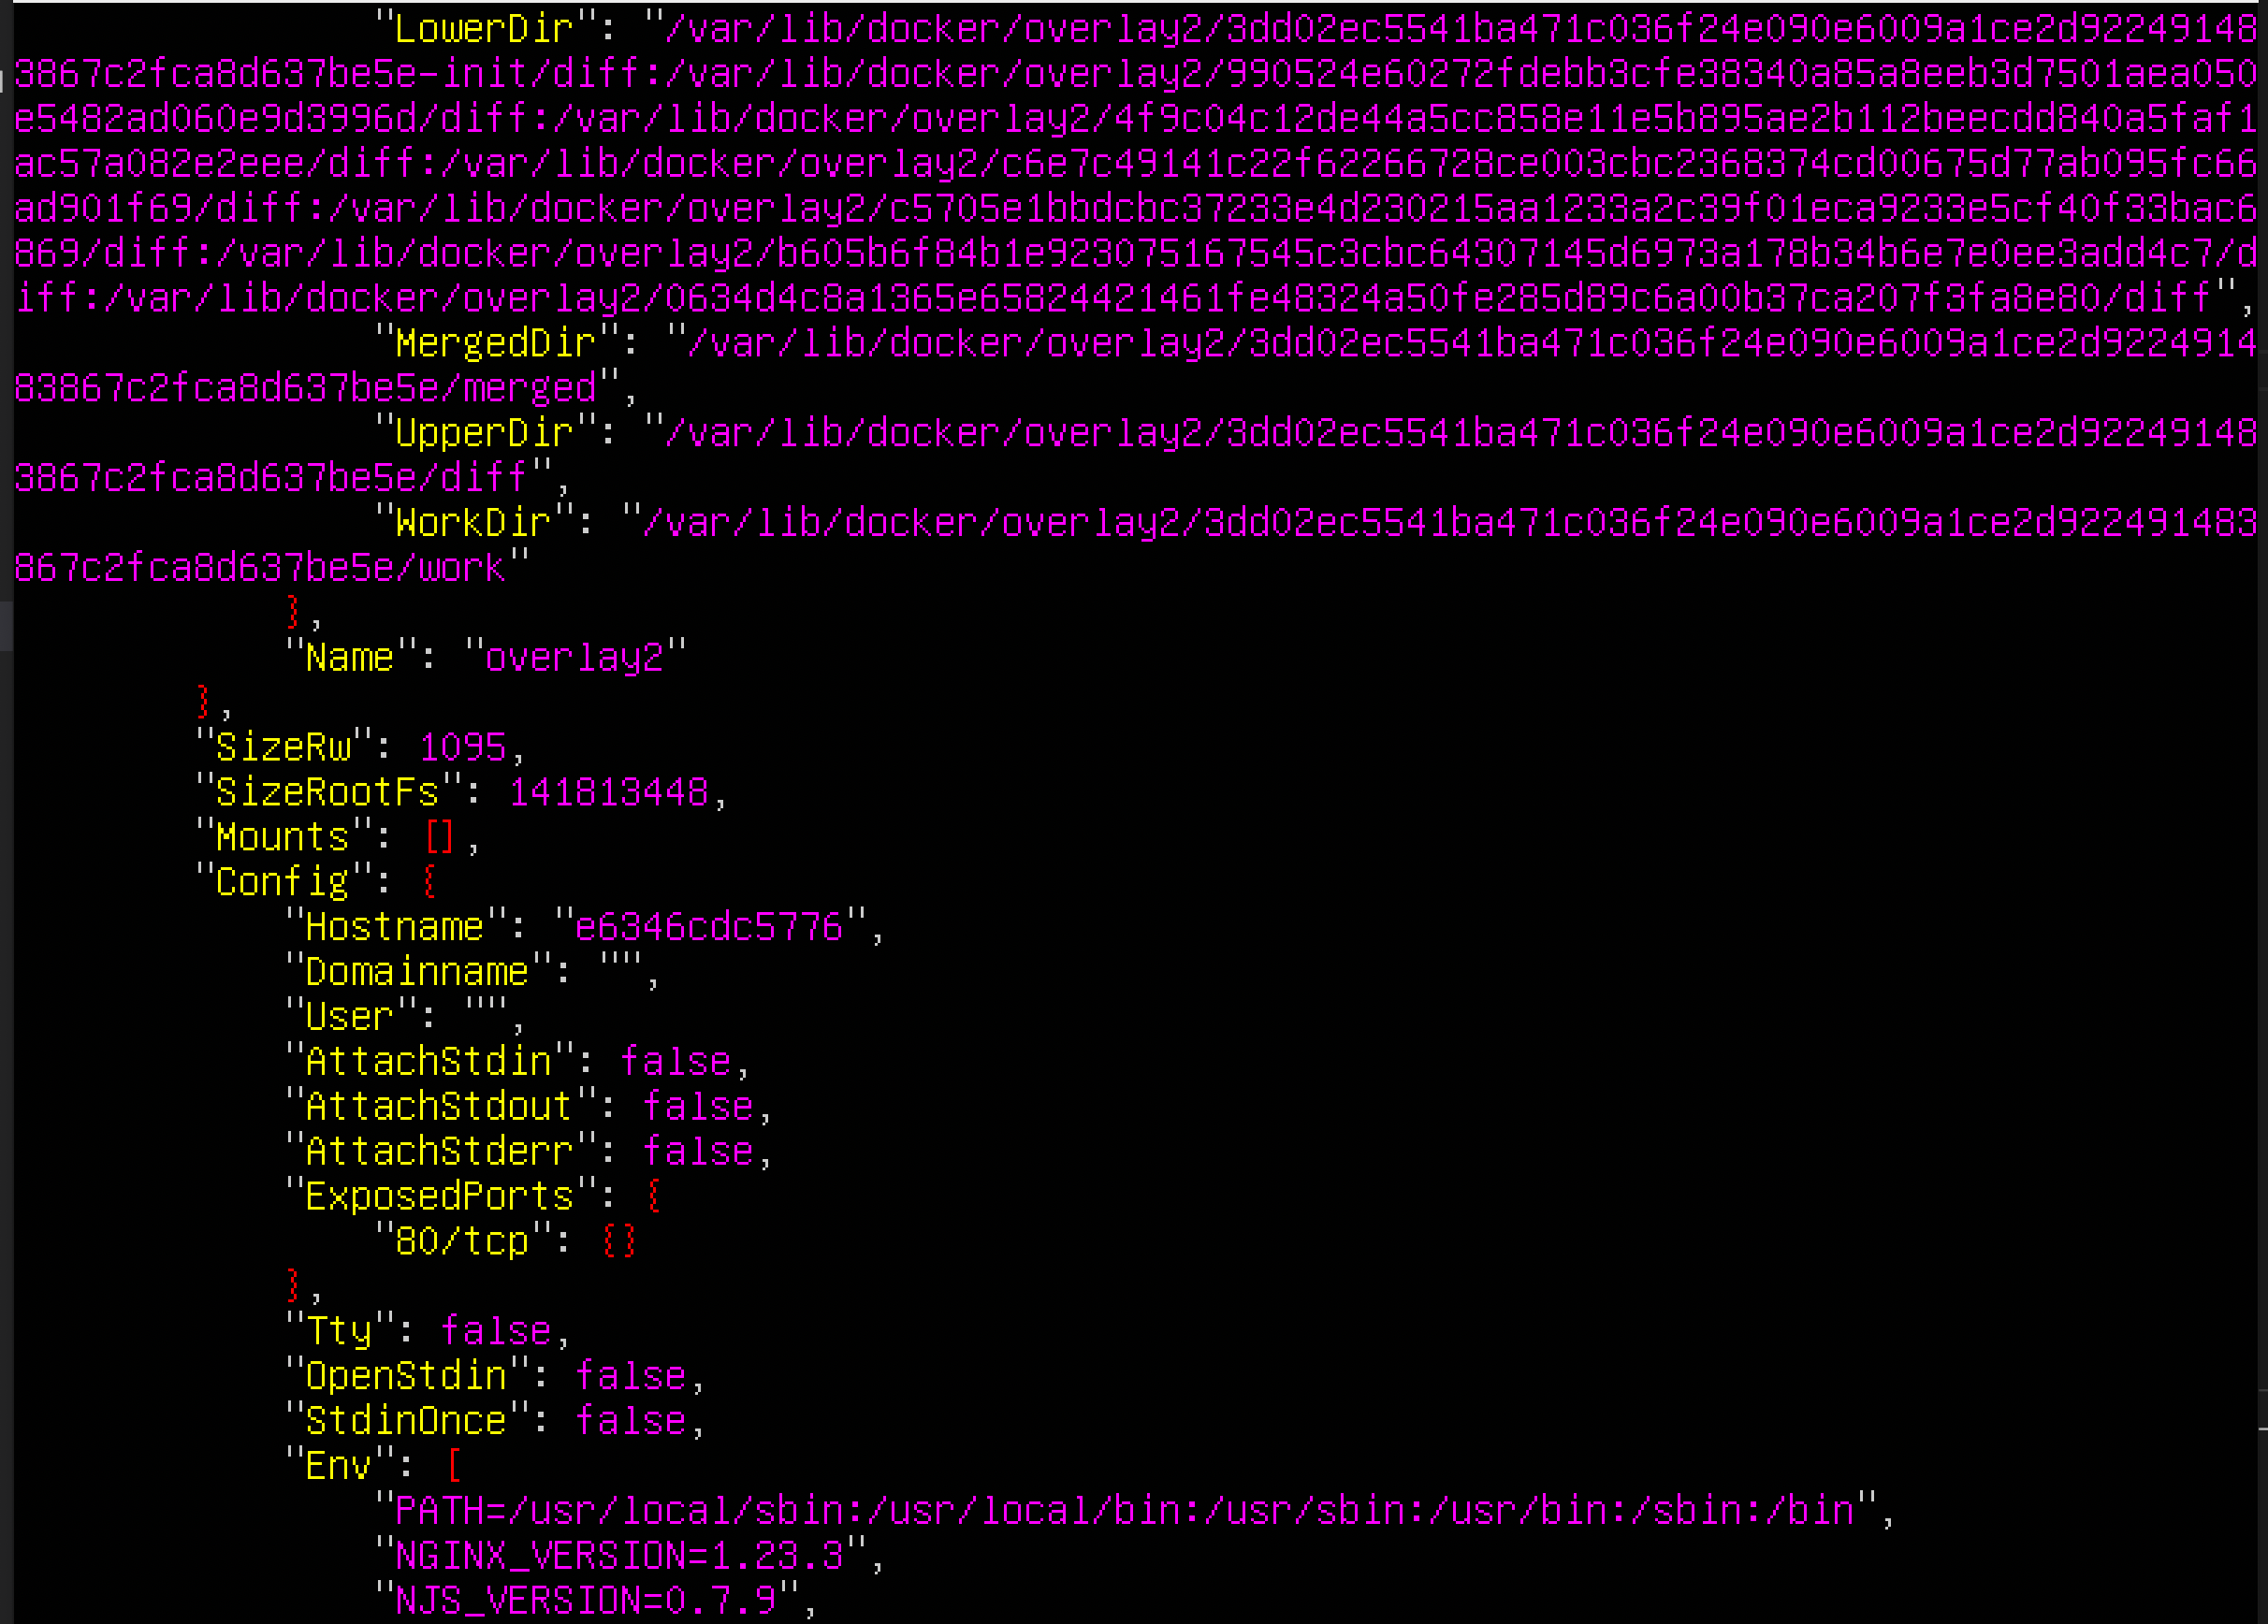 "LowerDir": "/var/lib/docker/overlay2/3dd02ec5541ba471c036f24e090e6009a1ce2d92249148
3867c2fca8d637be5e-init/diff:/var/lib/docker/overlay2/990524e60272fdebb3cfe38340a85a8eeb3d7501aea050
e5482ad060e9d3996d/diff:/var/lib/docker/overlay2/4f9c04c12de44a5cc858e11e5b895ae2b112beecdd840a5faf1
ac57a082e2eee/diff:/var/lib/docker/overlay2/c6e7c49141c22f62266728ce003cbc2368374cd00675d77ab095fc66
ad901f69/diff:/var/lib/docker/overlay2/c5705e1bbdcbc37233e4d230215aa1233a2c39f01eca9233e5cf40f33bac6
869/diff:/var/lib/docker/overlay2/b605b6f84b1e923075167545c3cbc64307145d6973a178b34b6e7e0ee3add4c7/d
iff:/var/lib/docker/overlay2/0634d4c8a1365e65824421461fe48324a50fe285d89c6a00b37ca207f3fa8e80/diff",
"MergedDir": "/var/lib/docker/overlay2/3dd02ec5541ba471c036f24e090e6009a1ce2d9224914
83867c2fca8d637be5e/merged",
"UpperDir": "/var/lib/docker/overlay2/3dd02ec5541ba471c036f24e090e6009a1ce2d92249148
3867c2fca8d637be5e/diff",
"WorkDir": "/var/lib/docker/overlay2/3dd02ec5541ba471c036f24e090e6009a1ce2d922491483
867c2fca8d637be5e/work"
},
"Name": "overlay2"
},
"SizeRw": 1095,
"SizeRootFs": 141813448,
"Mounts": [],
"Config": {
"Hostname": "e6346cdc5776",
"Domainname": "",
"User": "",
"AttachStdin": false,
"AttachStdout": false,
"AttachStderr": false,
"ExposedPorts": {
"80/tcp": {}
},
"Tty": false,
"OpenStdin": false,
"StdinOnce": false,
"Env": [
"PATH=/usr/local/sbin:/usr/local/bin:/usr/sbin:/usr/bin:/sbin:/bin",
"NGINX_VERSION=1.23.3",
"NJS_VERSION=0.7.9",